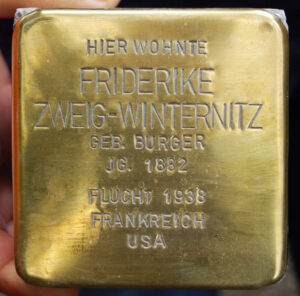 HIER WOHNTE
FRIDERIKE
ZWEIG-WINTERNITZ
GEB. BURGER
JG. 1882
FLUCHT 1938
FRANKREICH
USA